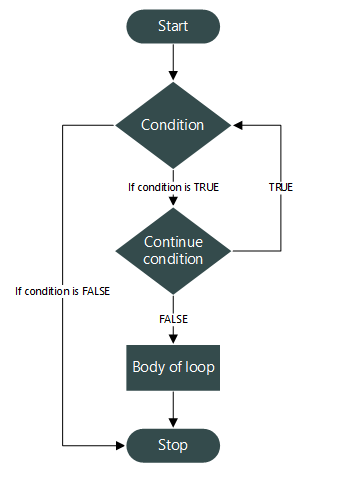 Start
Condition
If condition is TRUE
TRUE
Continue
condition
If condition is FALSE
FALSE
Body of loop
Stop